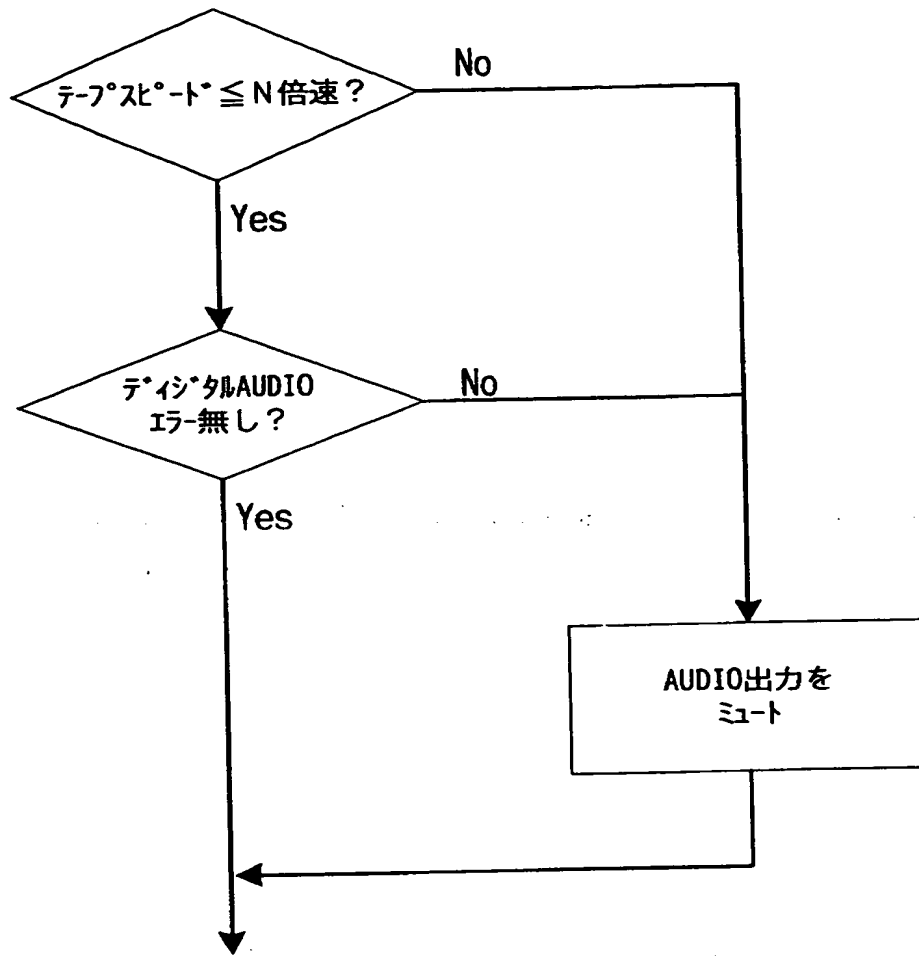 ﾃｰﾌﾟｽﾋﾟｰﾄﾞ≦N倍速？
No
Yes
ﾃﾞｨｼﾞﾀﾙAUDIO
ｴﾗｰ無し？
No
Yes
AUDIO出力を
ﾐｭｰﾄ